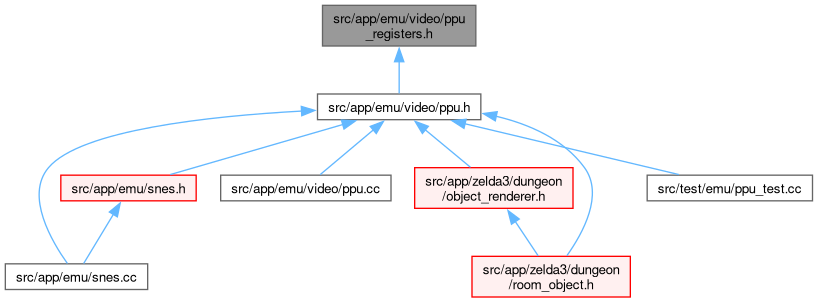 src/app/emu/video/ppu
_registers.h
src/app/emu/video/ppu.h
src/app/emu/snes.h
src/app/emu/video/ppu.cc
src/app/zelda3/dungeon
/object_renderer.h
src/test/emu/ppu_test.cc
src/app/emu/snes.cc
src/app/zelda3/dungeon
/room_object.h